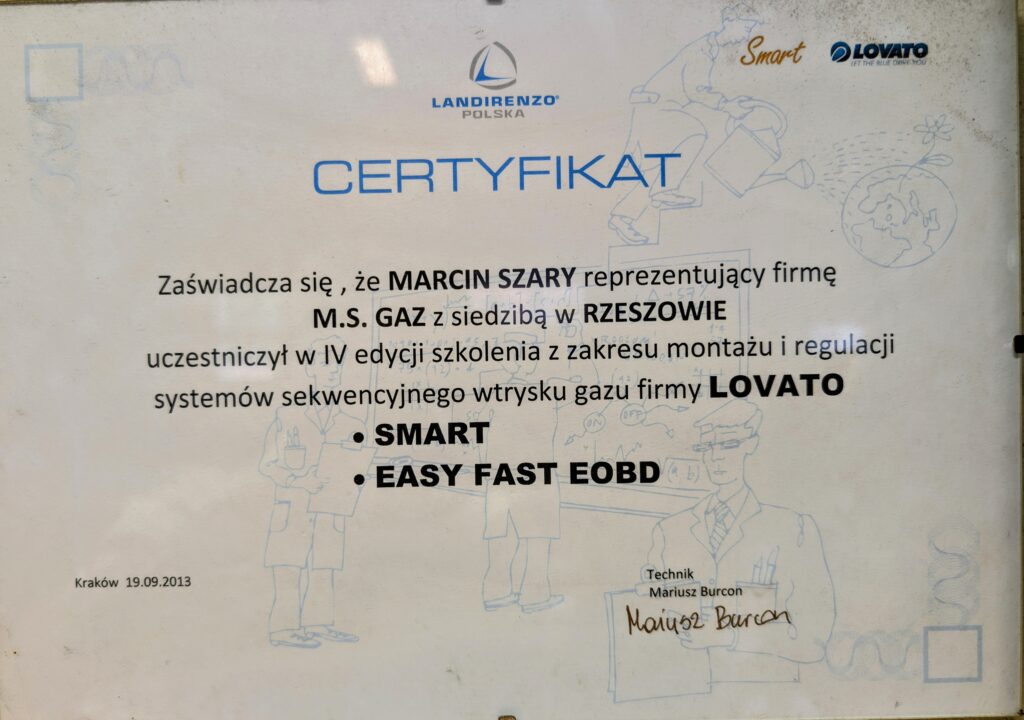 Smart
LOVATO
LET THE BLUE DRIVE YOU
LANDIRENZO®
POLSKA
CERTYFIKAT
Zaświadcza się , że MARCIN SZARY reprezentujący firmę
M.S. GAZ z siedzibą w RZESZOWIE
uczestniczył w IV edycji szkolenia z zakresu montażu i regulacji
systemów sekwencyjnego wtrysku gazu firmy LOVATO
• SMART
• EASY FAST EOBD
ON OFF
Kraków 19.09.2013
Technik
Mariusz Burcon
Mariusz Burcon